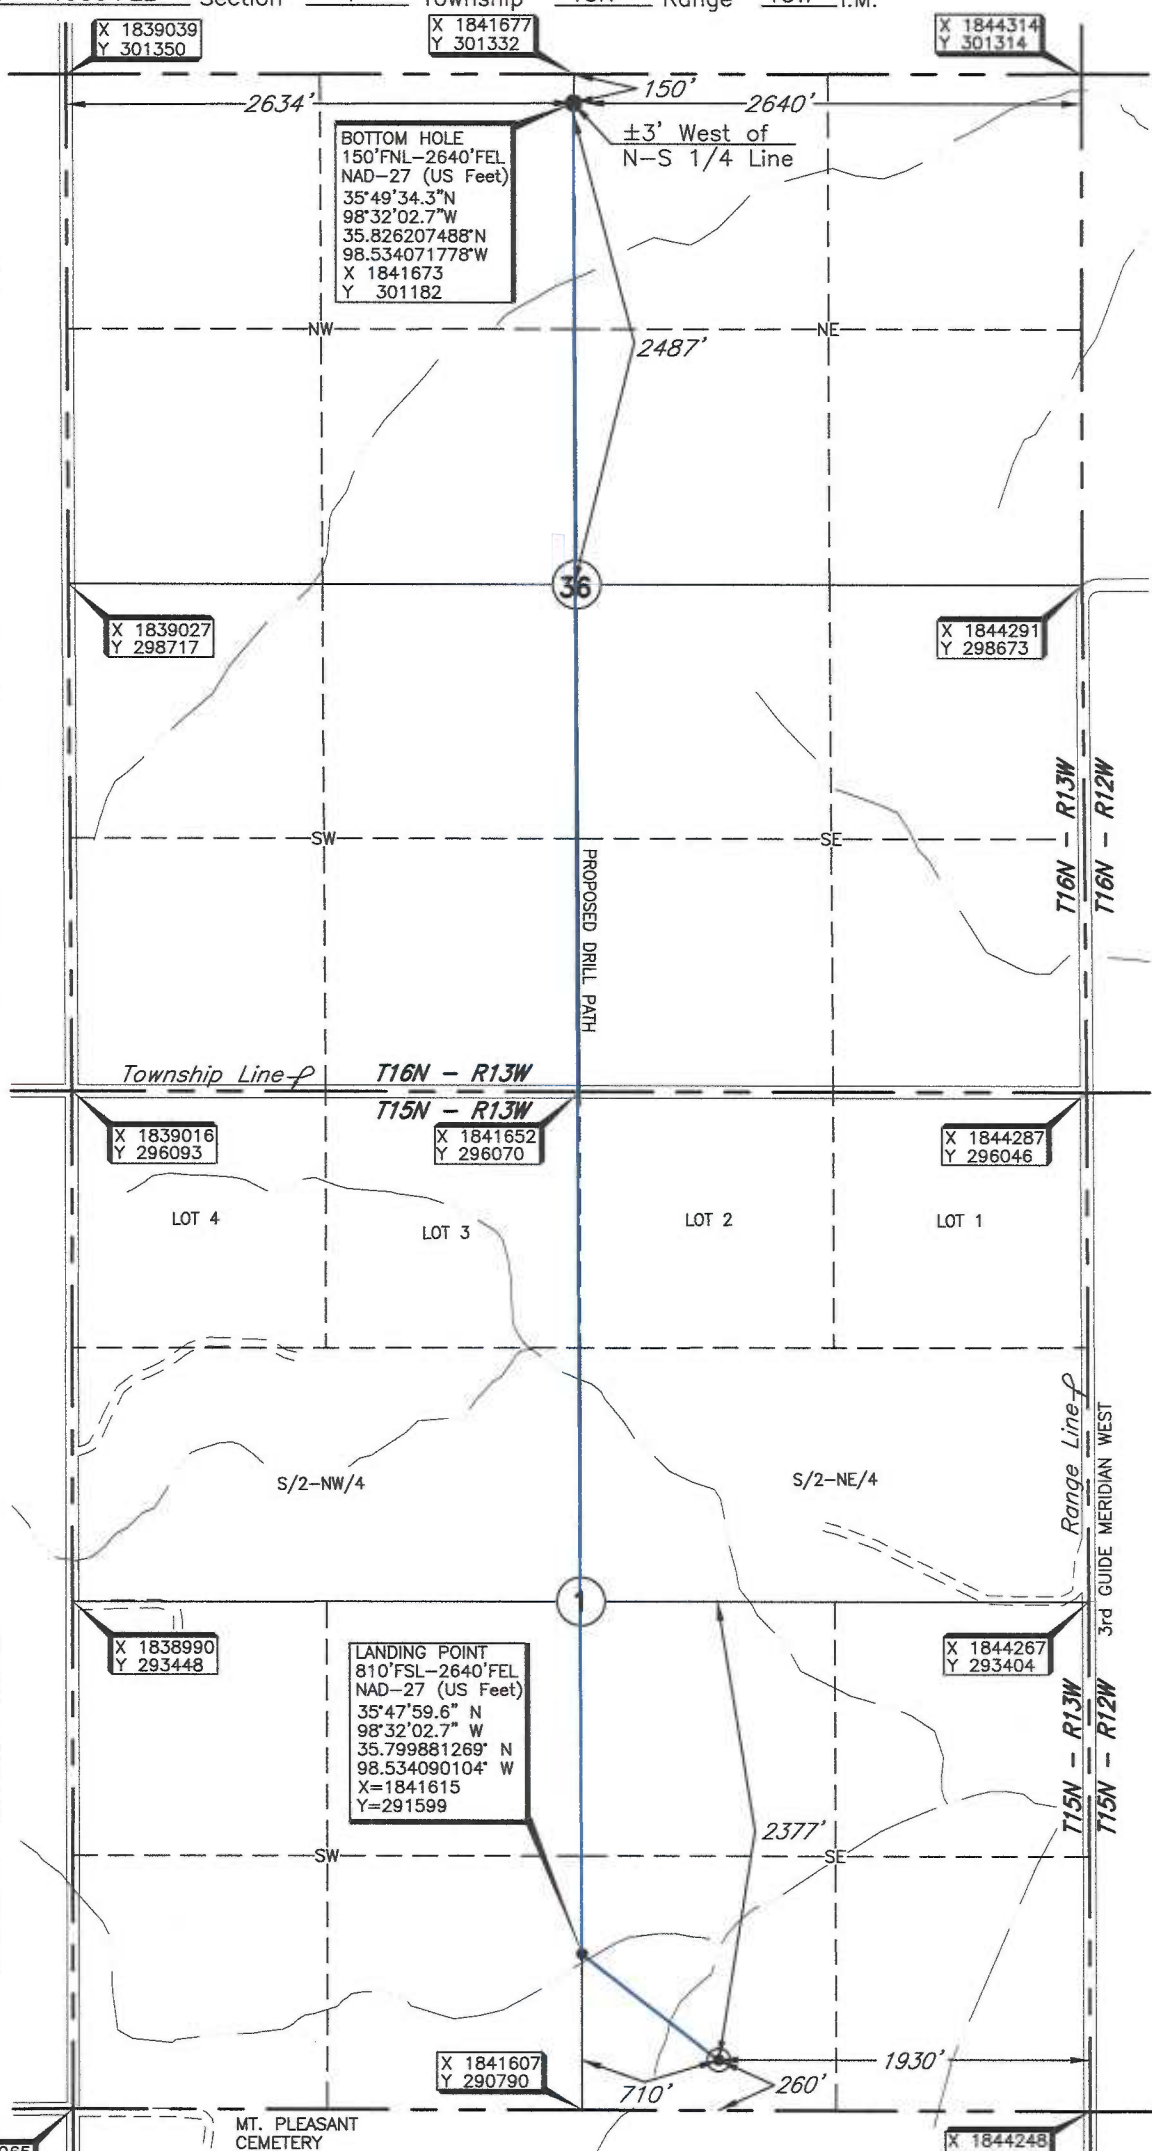 Section
Township
Range
I.M.
X 1839039
Y 301350
X 1841677
Y 301332
X 1844314
Y 301314
150'
2634'
2640'
BOTTOM HOLE
150'FNL-2640'FEL
NAD-27 (US Feet)
35°49'34.3"N
98°32'02.7"W
35.826207488°N
98.534071778°W
X 1841673
Y 301182
±3' West of
N-S 1/4 Line
NW
NE
2487'
36
X 1839027
Y 298717
X 1844291
Y 298673
T16N - R13W
T16N - R12W
SW
SE
PROPOSED DRILL PATH
Township Line
T16N - R13W
T15N - R13W
X 1839016
Y 296093
X 1841652
Y 296070
X 1844287
Y 296046
LOT 4
LOT 3
LOT 2
LOT 1
Range Line
3rd GUIDE MERIDIAN WEST
S/2-NW/4
S/2-NE/4
1
X 1838990
Y 293448
X 1844267
Y 293404
LANDING POINT
810'FSL-2640'FEL
NAD-27 (US Feet)
35°47'59.6" N
98°32'02.7" W
35.799881269° N
98.534090104° W
X=1841615
Y=291599
T15N - R13W
T15N - R12W
2377'
SW
SE
X 1841607
Y 290790
1930'
710'
260'
MT. PLEASANT
CEMETERY
X 1844248